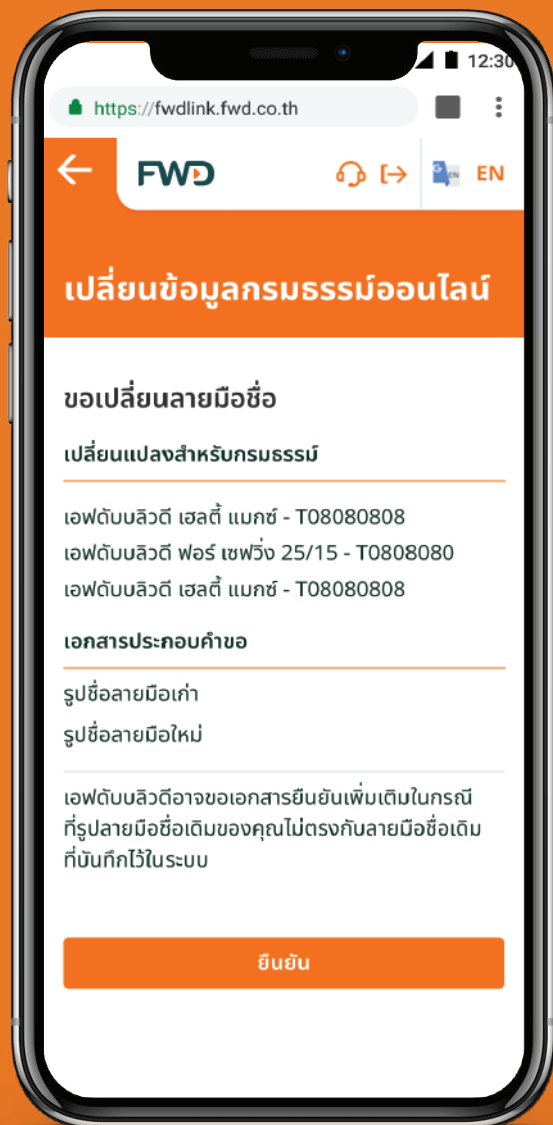 12:30
https://fwdlink.fwd.co.th
FWD
EN
เปลี่ยนข้อมูลกรมธรรม์ออนไลน์
ขอเปลี่ยนลายมือชื่อ
เปลี่ยนแปลงสำหรับกรมธรรม์
เอฟดับบลิวดี เฮลตี้ แมกซ์ - T08080808
เอฟดับบลิวดี ฟอร์ เซฟวิ่ง 25/15 - T0808080
เอฟดับบลิวดี เฮลตี้ แมกซ์ - T08080808
เอกสารประกอบคำขอ
รูปชื่อลายมือเก่า
รูปชื่อลายมือใหม่
เอฟดับบลิวดีอาจขอเอกสารยืนยันเพิ่มเติมในกรณี
ที่รูปลายมือชื่อเดิมของคุณไม่ตรงกับลายมือชื่อเดิม
ที่บันทึกไว้ในระบบ
ยืนยัน